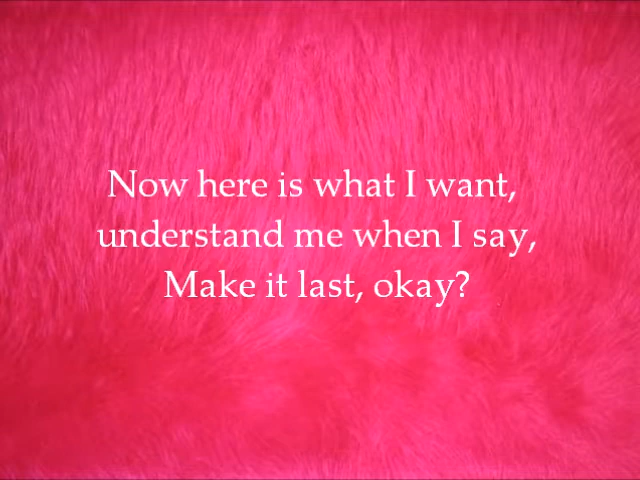 Now here is what I want,
understand me when I say,
Make it last, okay?